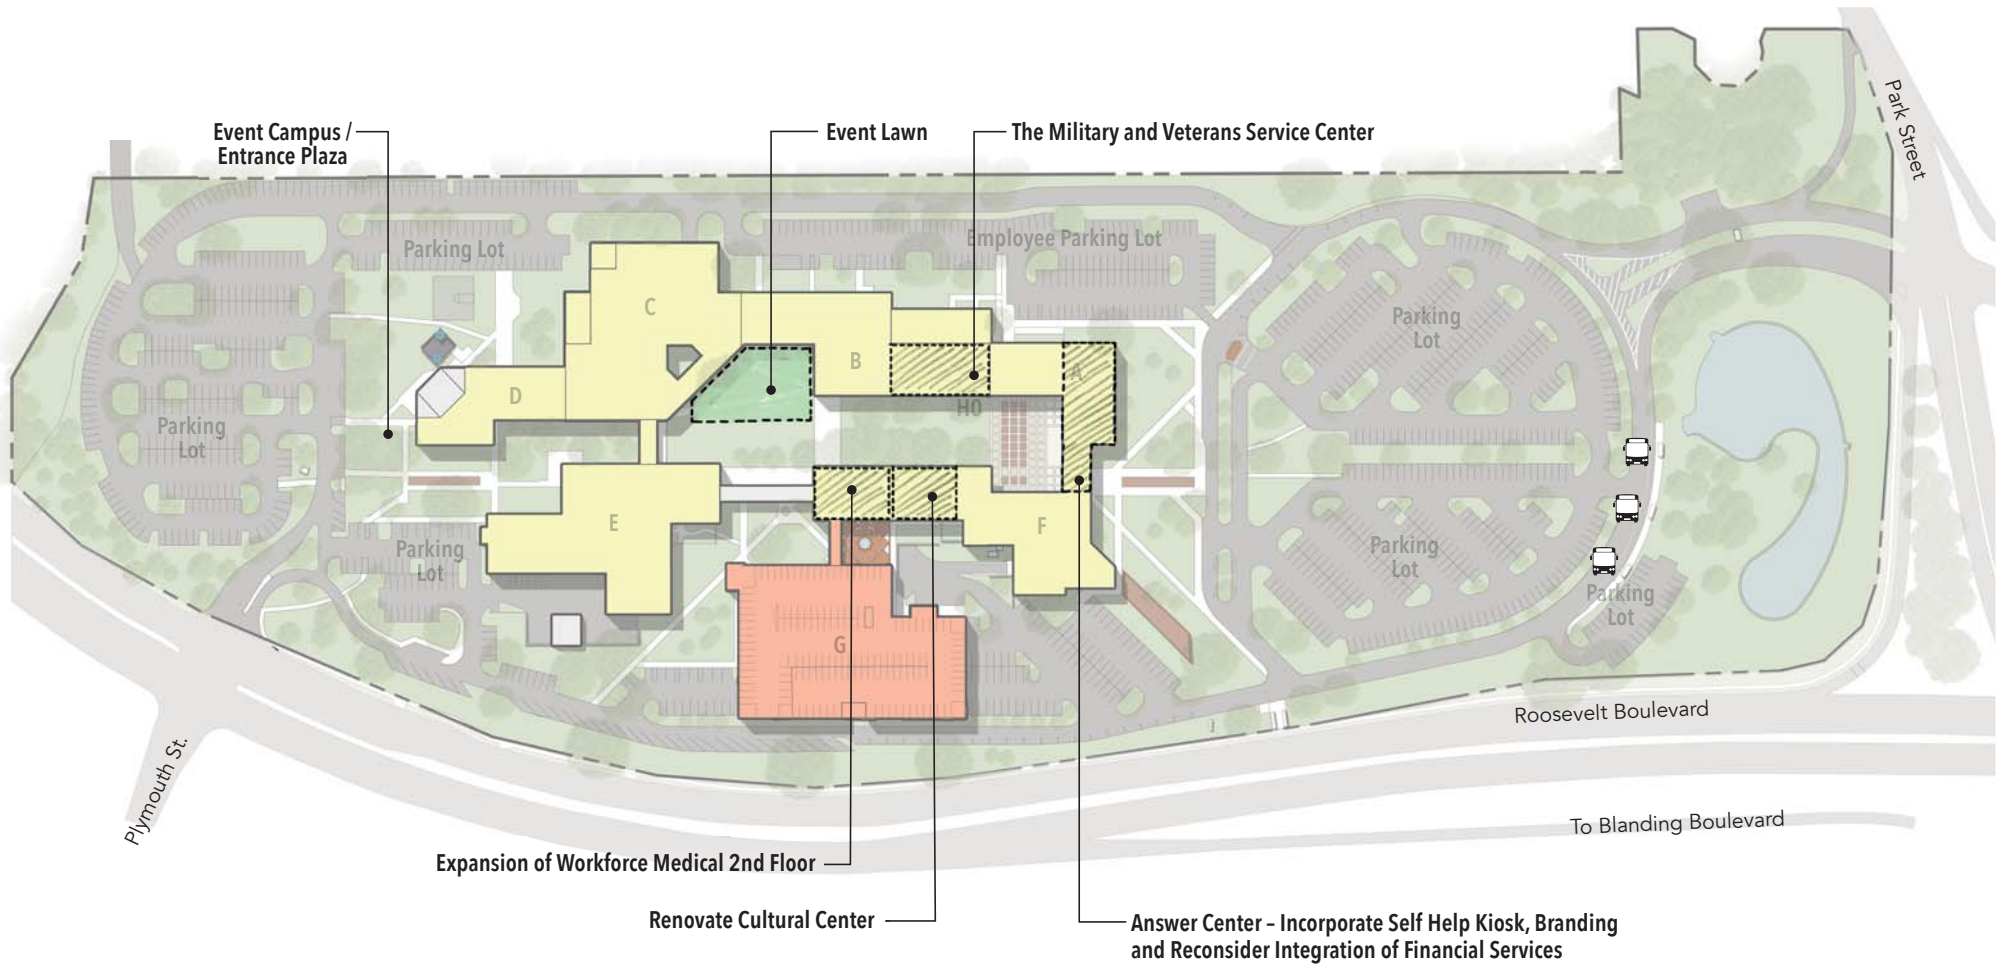 Event Campus /
Entrance Plaza
Event Lawn
The Military and Veterans Service Center
Park Street
Parking Lot
Employee Parking Lot
C
Parking
Lot
B
A
D
H0
Parking
Lot
E
F
Parking
Lot
Parking
Lot
Parking
Lot
G
Roosevelt Boulevard
Plymouth St.
To Blanding Boulevard
Expansion of Workforce Medical 2nd Floor
Renovate Cultural Center
Answer Center – Incorporate Self Help Kiosk, Branding
and Reconsider Integration of Financial Services